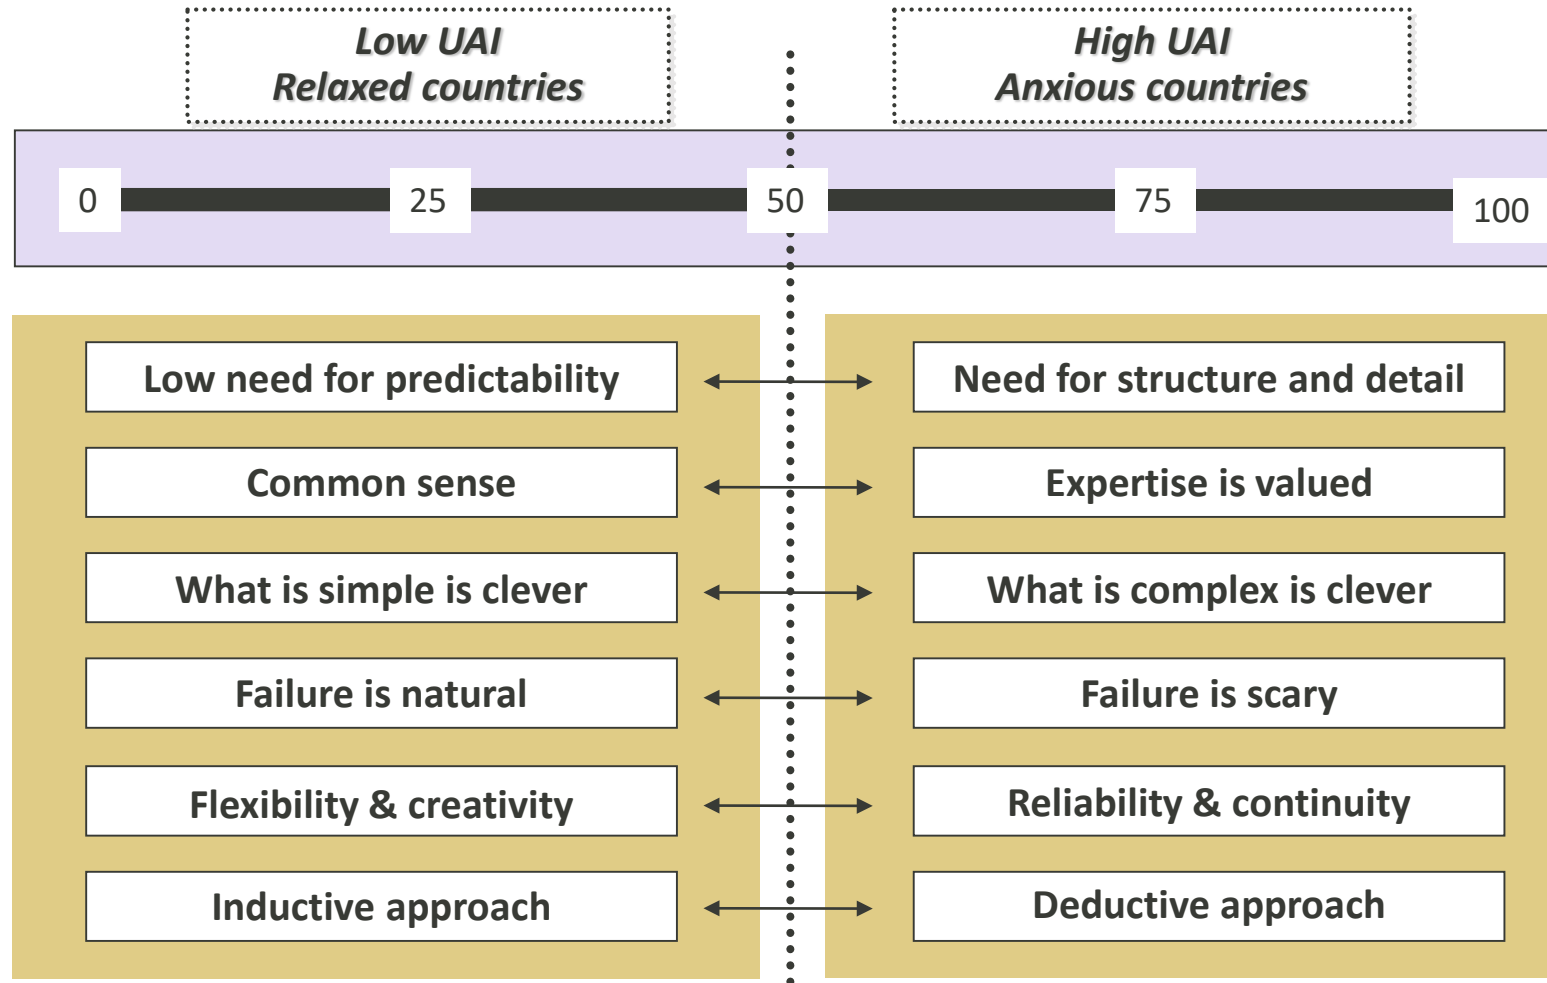 Low UAI
Relaxed countries
High UAI
Anxious countries
0
25
50
75
100
Low need for predictability
Need for structure and detail
Common sense
Expertise is valued
What is simple is clever
What is complex is clever
Failure is natural
Failure is scary
Flexibility & creativity
Reliability & continuity
Inductive approach
Deductive approach